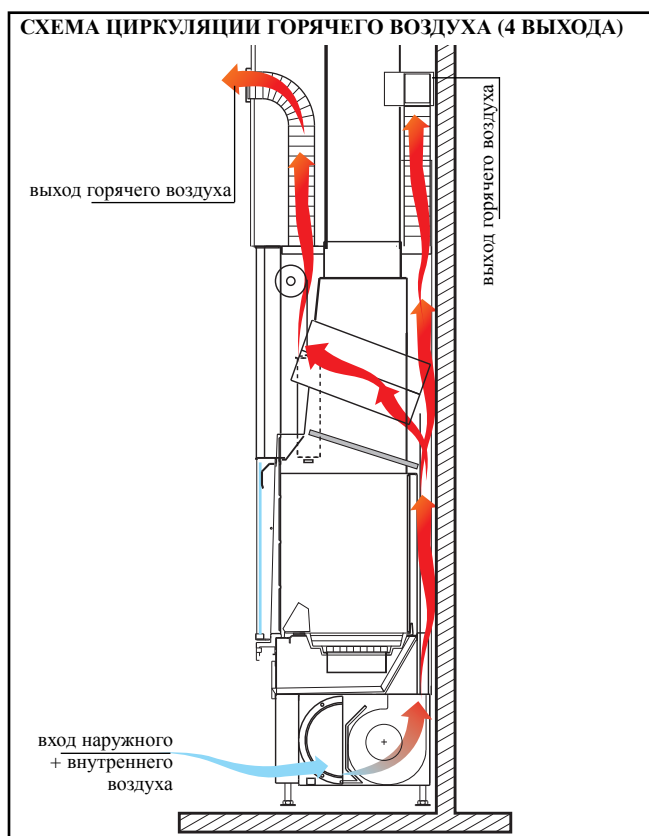 СХЕМА ЦИРКУЛЯЦИИ ГОРЯЧЕГО ВОЗДУХА (4 ВЫХОДА)
выход горячего воздуха
выход горячего воздуха
вход наружного
+ внутреннего
воздуха